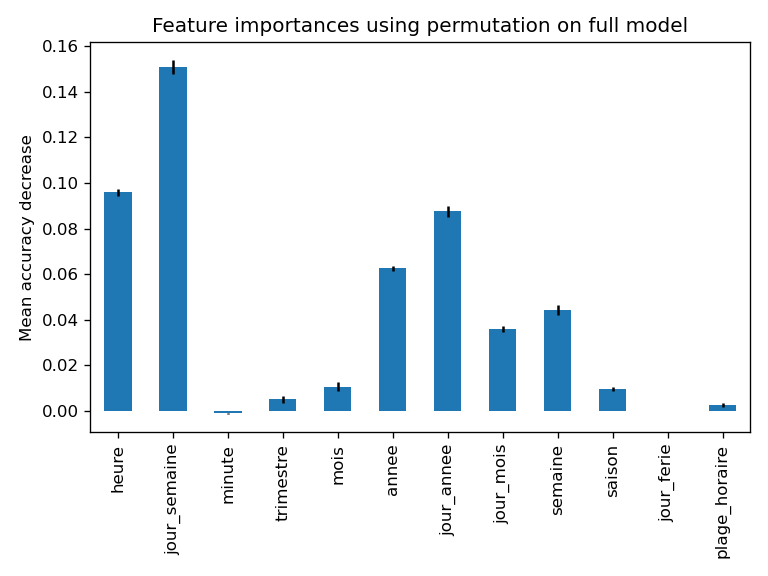 Feature importances using permutation on full model
Mean accuracy decrease
0.16
0.14
0.12
0.10
0.08
0.06
0.04
0.02
0.00
heure
jour_semaine
minute
trimestre
mois
annee
jour_annee
jour_mois
semaine
saison
jour_ferie
plage_horaire